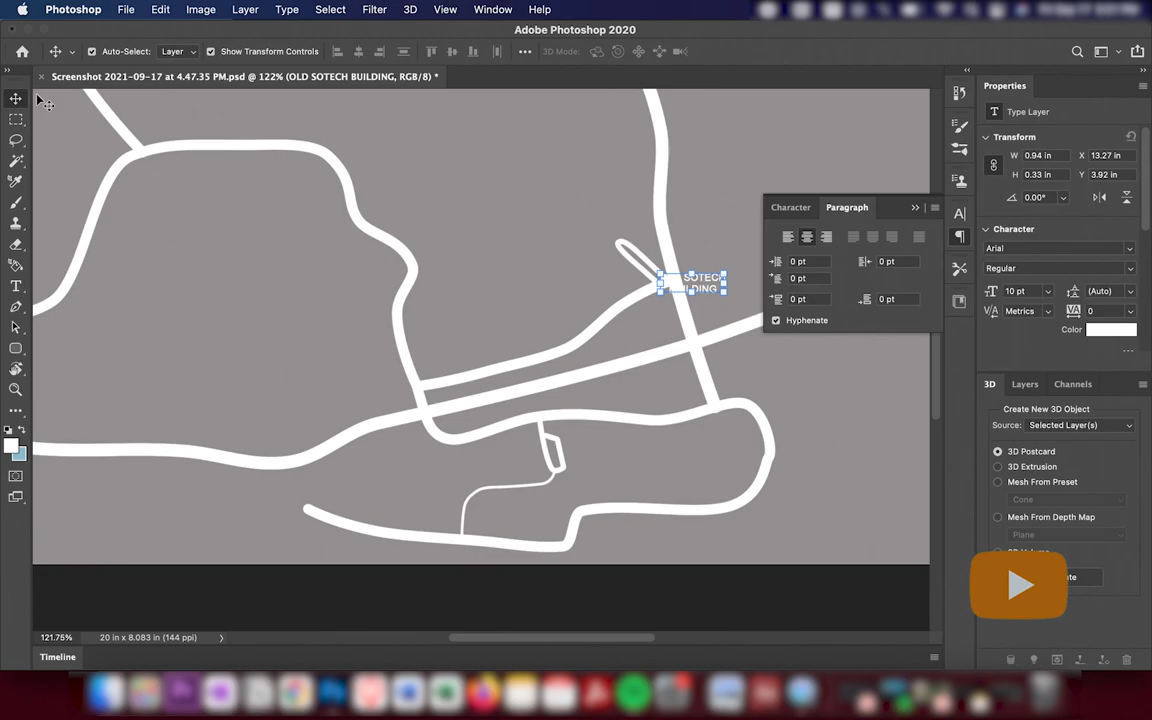 Photoshop File Edit Image Layer Type Select Filter 3D View Window Help
Adobe Photoshop 2020
Auto-Select: Layer Show Transform Controls 3D Mode:
Screenshot 2021-09-17 at 4.47.35 PM.psd @ 122% (OLD SOTECH BUILDING, RGB/8) *
Properties
Type Layer
Transform
W 0.94 in X 13.27 in
H 0.33 in Y 3.92 in
0.00°
Character
Arial
Regular
10 pt (Auto)
Metrics 0
Color
Character Paragraph
0 pt 0 pt
0 pt
0 pt 0 pt
Hyphenate
3D Layers Channels
Create New 3D Object
Source: Selected Layer(s)
3D Postcard
3D Extrusion
Mesh From Preset
Cone
Mesh From Depth Map
Plane
121.75% 20 in x 8.083 in (144 ppi)
Timeline